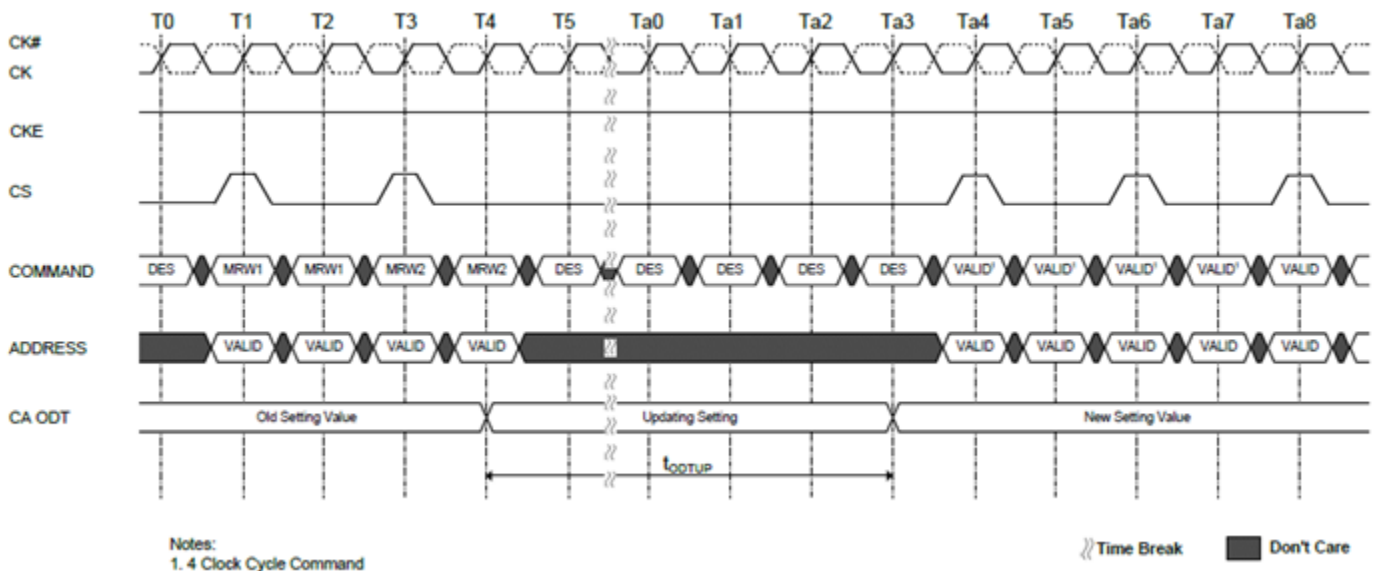 T0 T1 T2 T3 T4 T5 Ta0 Ta1 Ta2 Ta3 Ta4 Ta5 Ta6 Ta7 Ta8
CK#
CK
CKE
CS
COMMAND DES MRW1 MRW1 MRW2 MRW2 DES DES DES DES DES VALID¹ VALID¹ VALID¹ VALID¹ VALID
ADDRESS VALID VALID VALID VALID VALID VALID VALID VALID VALID
CA ODT Old Setting Value Updating Setting New Setting Value
tODTUP
Notes:
1. 4 Clock Cycle Command
Time Break Don't Care